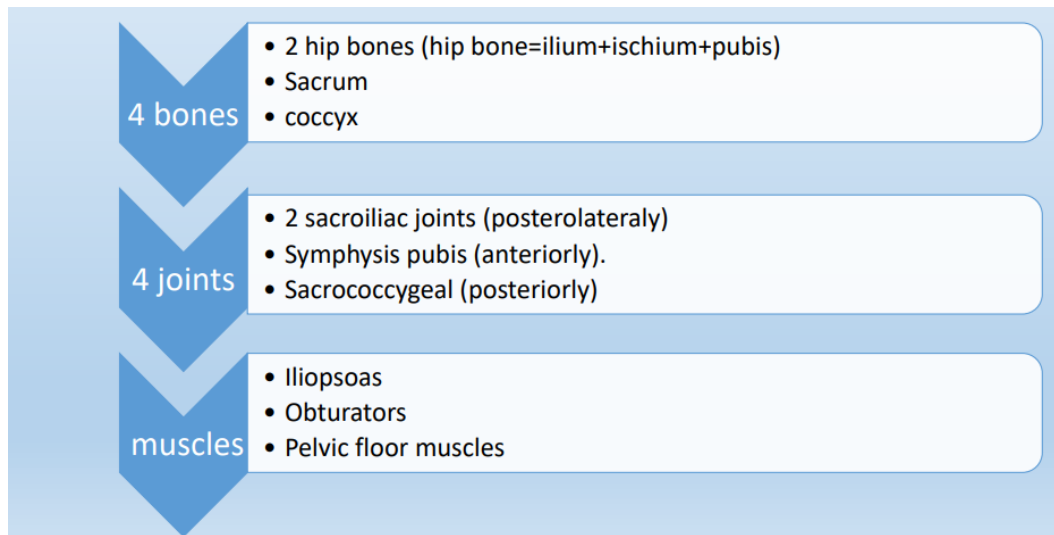 4 bones
• 2 hip bones (hip bone=ilium+ischium+pubis)
• Sacrum
• coccyx
4 joints
• 2 sacroiliac joints (posterolateraly)
• Symphysis pubis (anteriorly).
• Sacrococcygeal (posteriorly)
muscles
• Iliopsoas
• Obturators
• Pelvic floor muscles